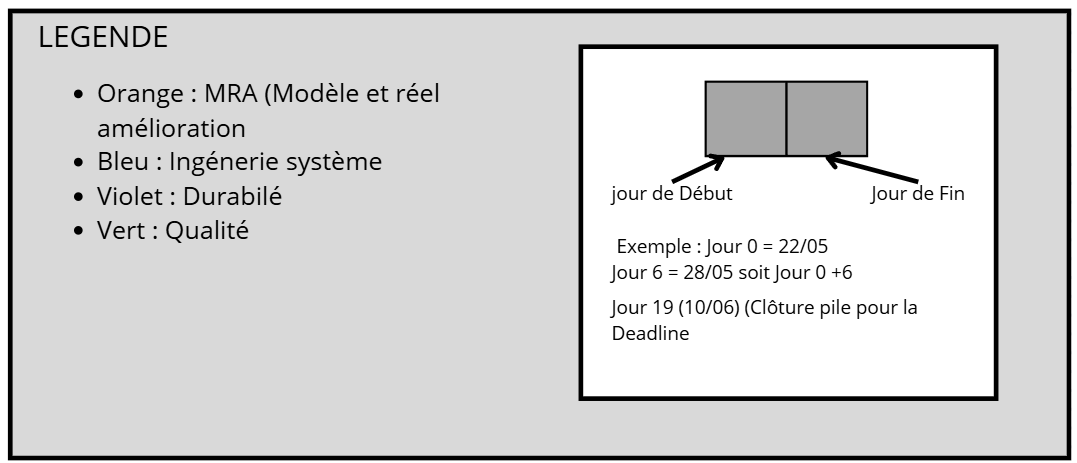 LEGENDE
• Orange : MRA (Modèle et réel
amélioration
• Bleu : Ingénerie système
• Violet : Durabilé
• Vert : Qualité
jour de Début
Jour de Fin
Exemple : Jour 0 = 22/05
Jour 6 = 28/05 soit Jour 0 +6
Jour 19 (10/06) (Clôture pile pour la
Deadline